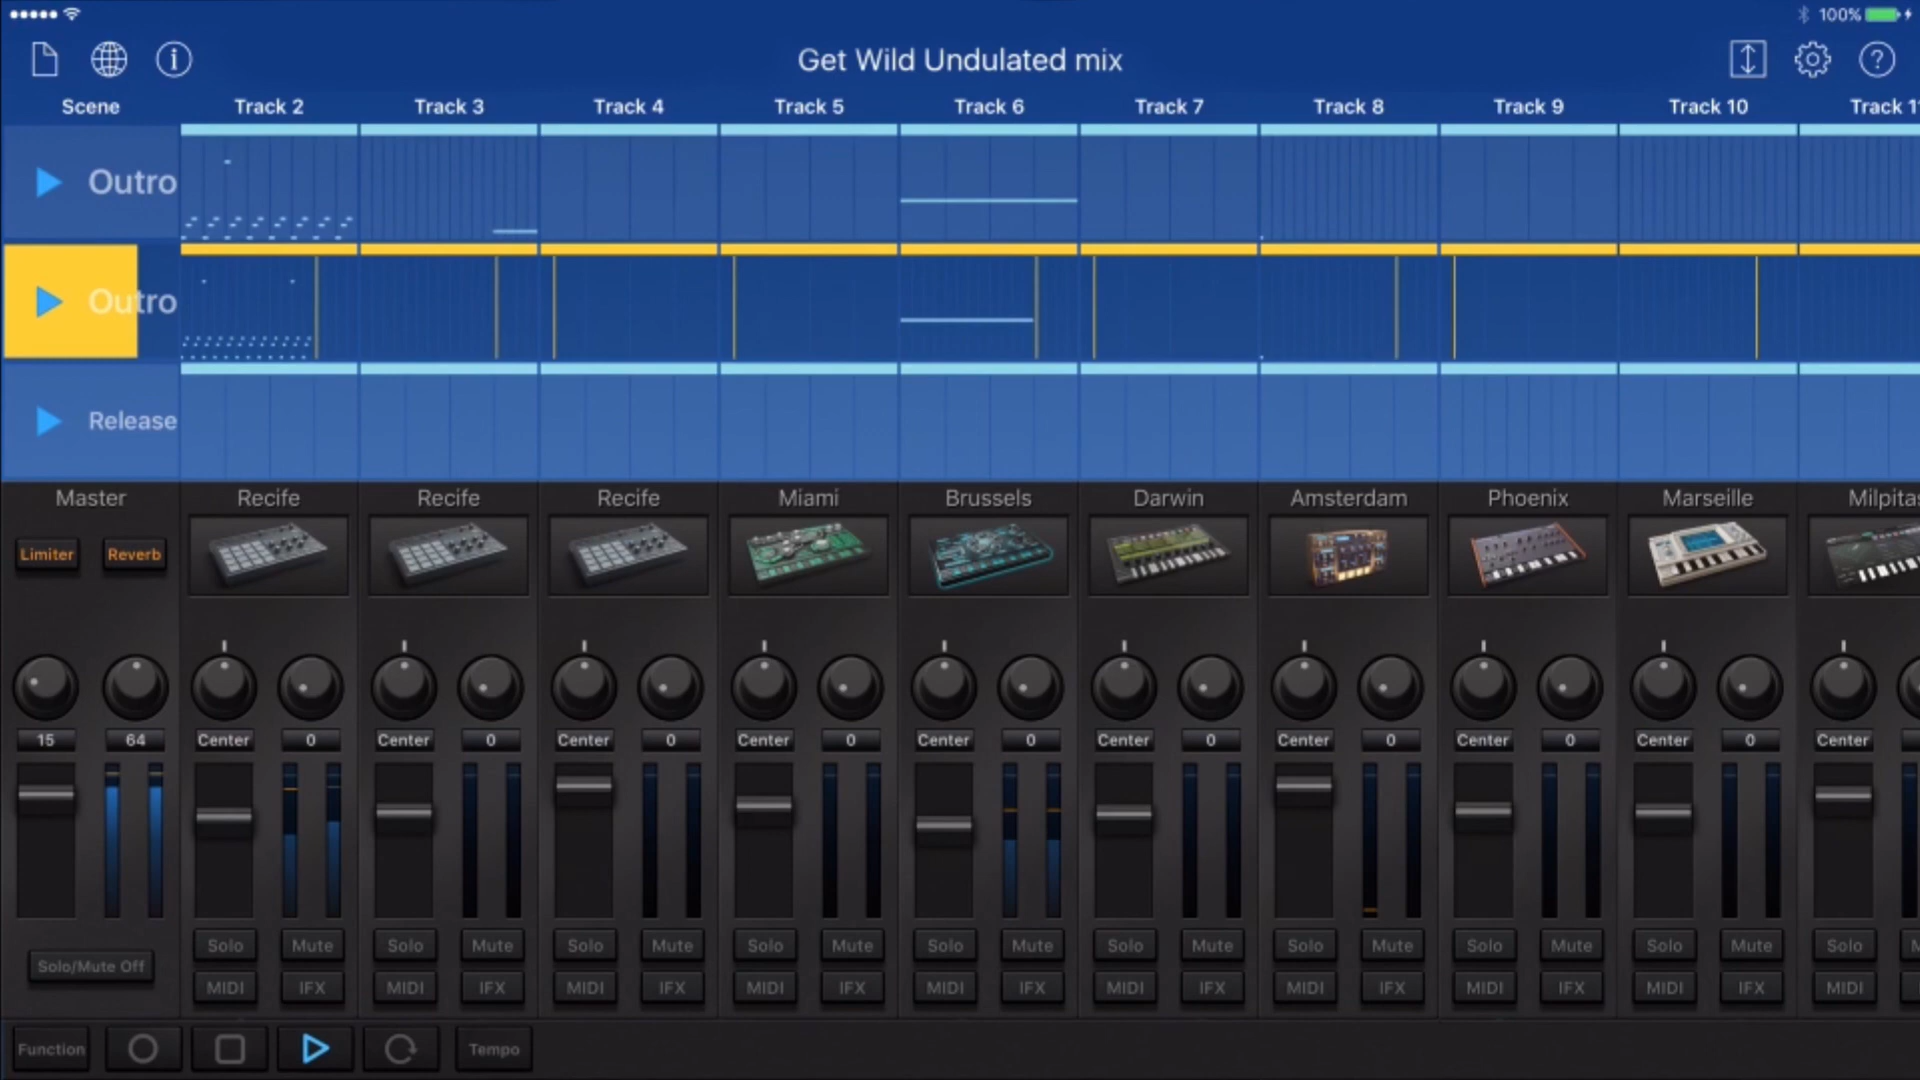 100%
Get Wild Undulated mix
Scene Track 2 Track 3 Track 4 Track 5 Track 6 Track 7 Track 8 Track 9 Track 10 Track 1
Outro
Outro
Release
Master Recife Recife Recife Miami Brussels Darwin Amsterdam Phoenix Marseille Milpitas
Limiter Reverb
15 64 Center 0 Center 0 Center 0 Center 0 Center 0 Center 0 Center 0 Center 0 Center 0 Center
Solo Mute Solo Mute Solo Mute Solo Mute Solo Mute Solo Mute Solo Mute Solo Mute Solo Mute Solo M
Solo/Mute Off
MIDI IFX MIDI IFX MIDI IFX MIDI IFX MIDI IFX MIDI IFX MIDI IFX MIDI IFX MIDI IFX MIDI
Function Tempo